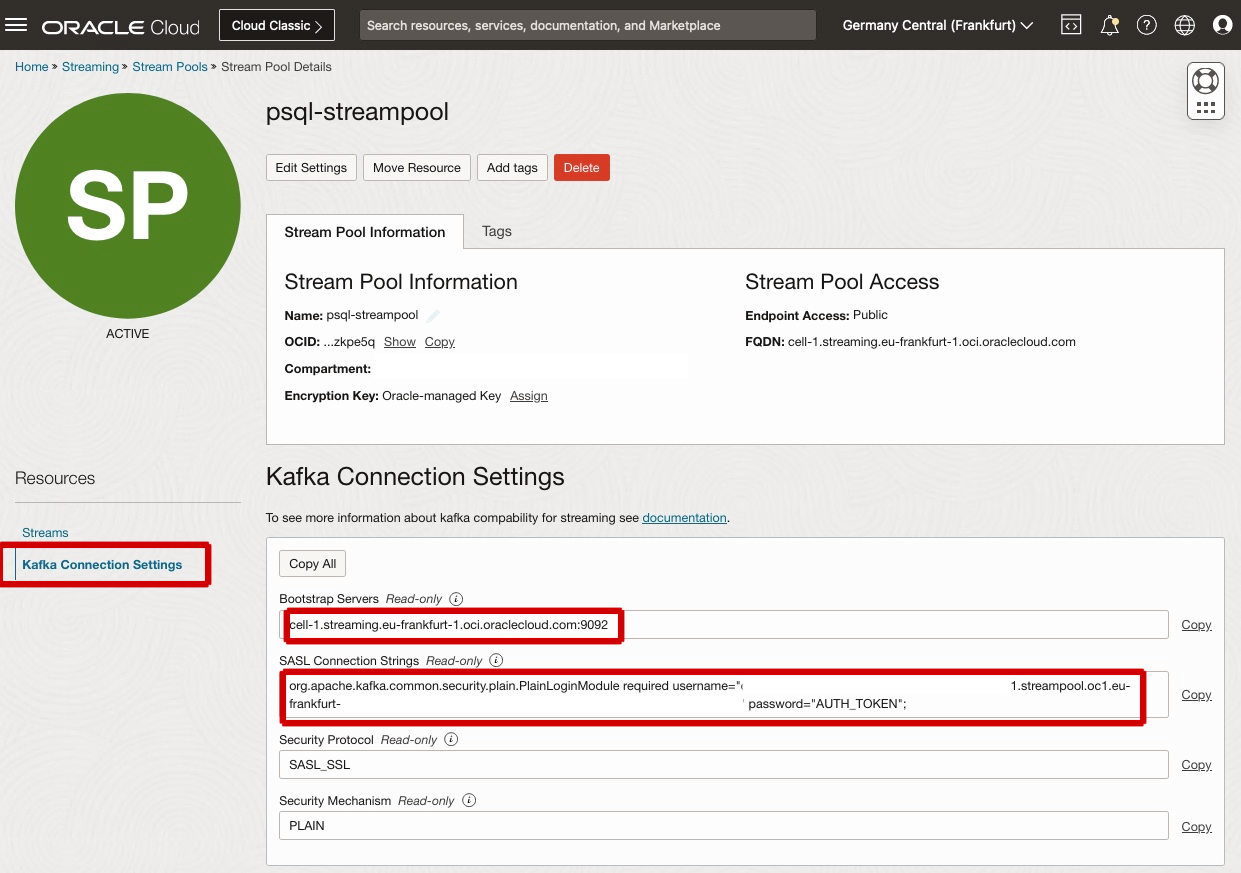 ORACLE Cloud
Cloud Classic
Search resources, services, documentation, and Marketplace
Germany Central (Frankfurt)
Home » Streaming » Stream Pools » Stream Pool Details
SP
ACTIVE
psql-streampool
Edit Settings
Move Resource
Add tags
Delete
Stream Pool Information
Tags
Stream Pool Information
Name: psql-streampool
OCID: ...zkpe5q Show Copy
Compartment:
Encryption Key: Oracle-managed Key Assign
Stream Pool Access
Endpoint Access: Public
FQDN: cell-1.streaming.eu-frankfurt-1.oci.oraclecloud.com
Resources
Streams
Kafka Connection Settings
Kafka Connection Settings
To see more information about kafka compability for streaming see documentation.
Copy All
Bootstrap Servers Read-only
cell-1.streaming.eu-frankfurt-1.oci.oraclecloud.com:9092
Copy
SASL Connection Strings Read-only
org.apache.kafka.common.security.plain.PlainLoginModule required username=" 1.streampool.oc1.eu-
frankfurt- " password="AUTH_TOKEN";
Copy
Security Protocol Read-only
SASL_SSL
Copy
Security Mechanism Read-only
PLAIN
Copy